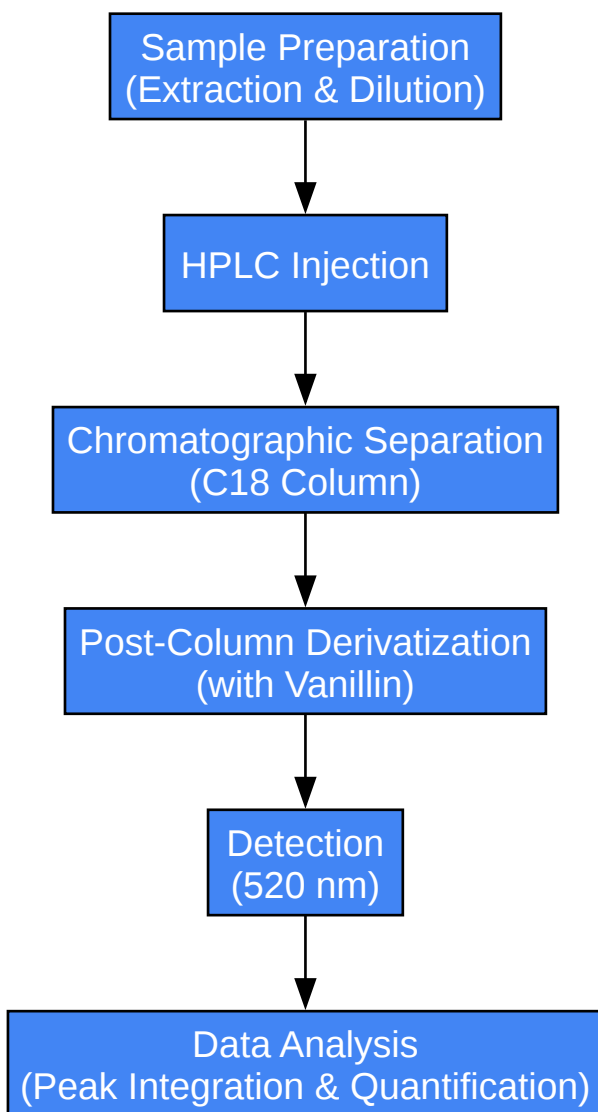 Sample Preparation
(Extraction & Dilution)
HPLC Injection
Chromatographic Separation
(C18 Column)
Post-Column Derivatization
(with Vanillin)
Detection
(520 nm)
Data Analysis
(Peak Integration & Quantification)